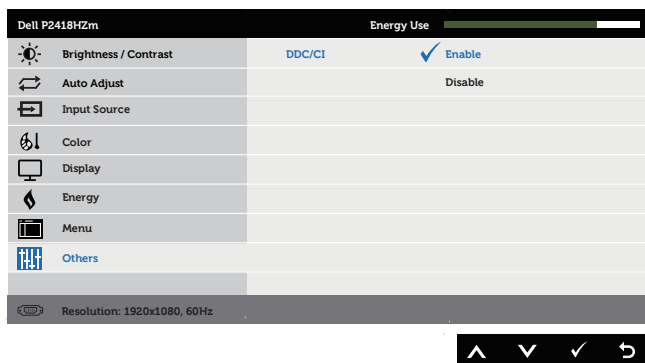 Dell P2418HZm Energy Use
Brightness / Contrast DDC/CI Enable
Auto Adjust Disable
Input Source
Color
Display
Energy
Menu
Others
Resolution: 1920x1080, 60Hz